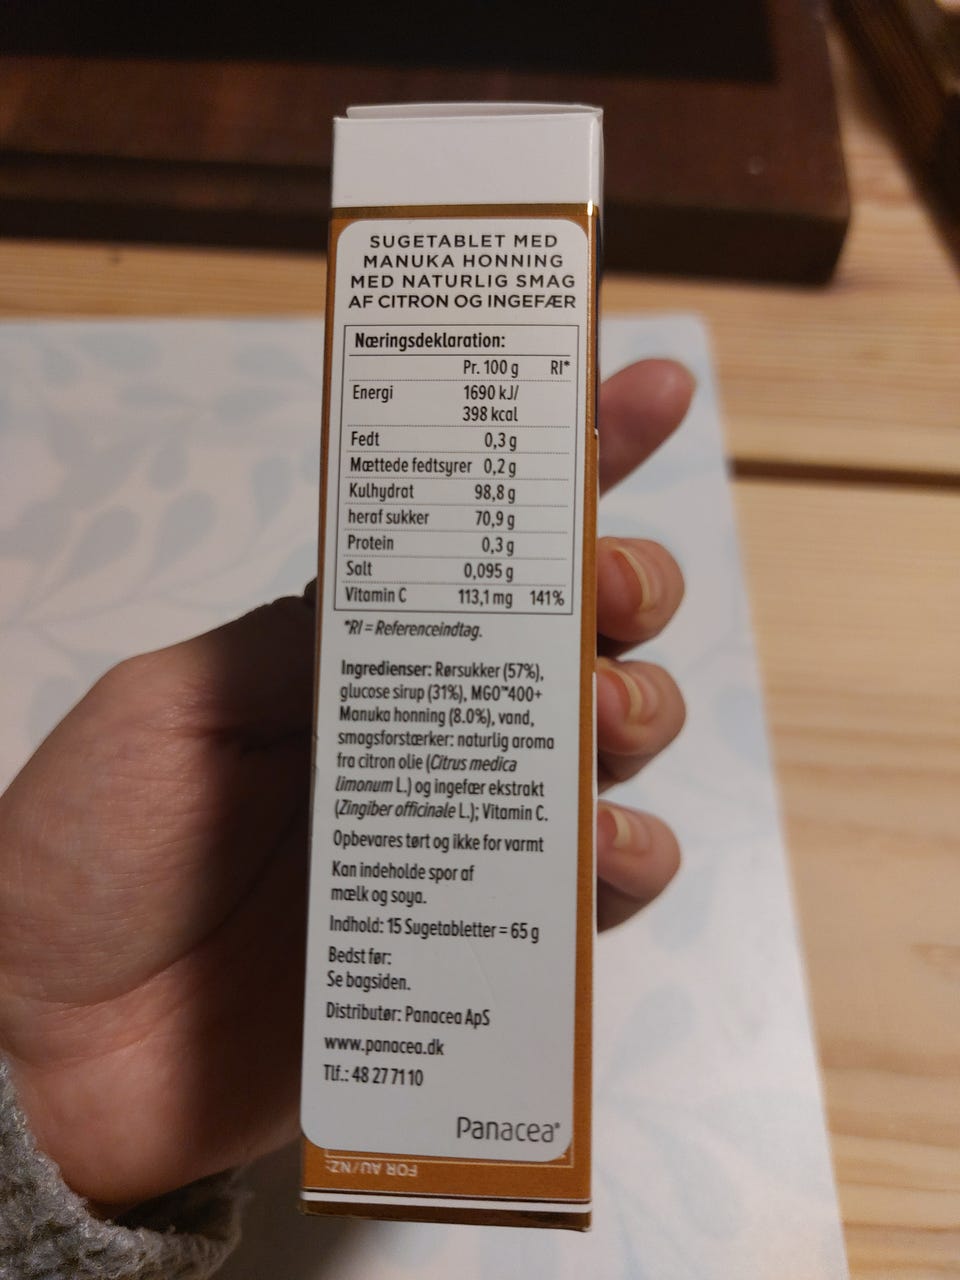 SUGETABLET MED
MANUKA HONNING
MED NATURLIG SMAG
AF CITRON OG INGEFÆR
Næringsdeklaration:
Pr. 100 g RI*
Energi 1690 kJ/
398 kcal
Fedt 0,3 g
Mættede fedtsyrer 0,2 g
Kulhydrat 98,8 g
heraf sukker 70,9 g
Protein 0,3 g
Salt 0,095 g
Vitamin C 113,1 mg 141%
*RI = Referenceindtag.
Ingredienser: Rørsukker (57%),
glucose sirup (31%), MGO™400+
Manuka honning (8.0%), vand,
smagsforstærker: naturlig aroma
fra citron olie (Citrus medica
limonum L.) og ingefær ekstrakt
(Zingiber officinale L.); Vitamin C.
Opbevares tørt og ikke for varmt
Kan indeholde spor af
mælk og soya.
Indhold: 15 Sugetabletter = 65 g
Bedst før:
Se bagsiden.
Distributør: Panacea ApS
www.panacea.dk
Tlf.: 48 27 71 10
Panacea®
FOR AU/NZ: